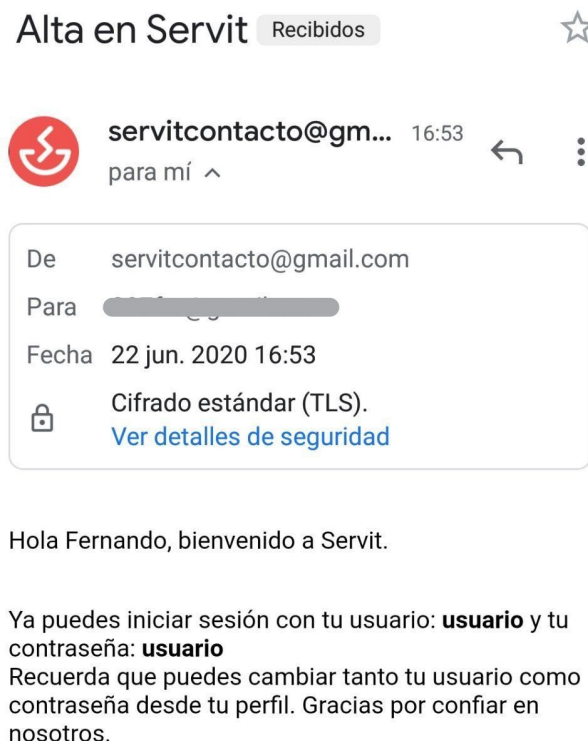 Alta en Servit Recibidos
servitcontacto@gm... 16:53
para mí
De servitcontacto@gmail.com
Para
Fecha 22 jun. 2020 16:53
Cifrado estándar (TLS).
Ver detalles de seguridad
Hola Fernando, bienvenido a Servit.
Ya puedes iniciar sesión con tu usuario: usuario y tu
contraseña: usuario
Recuerda que puedes cambiar tanto tu usuario como
contraseña desde tu perfil. Gracias por confiar en
nosotros.